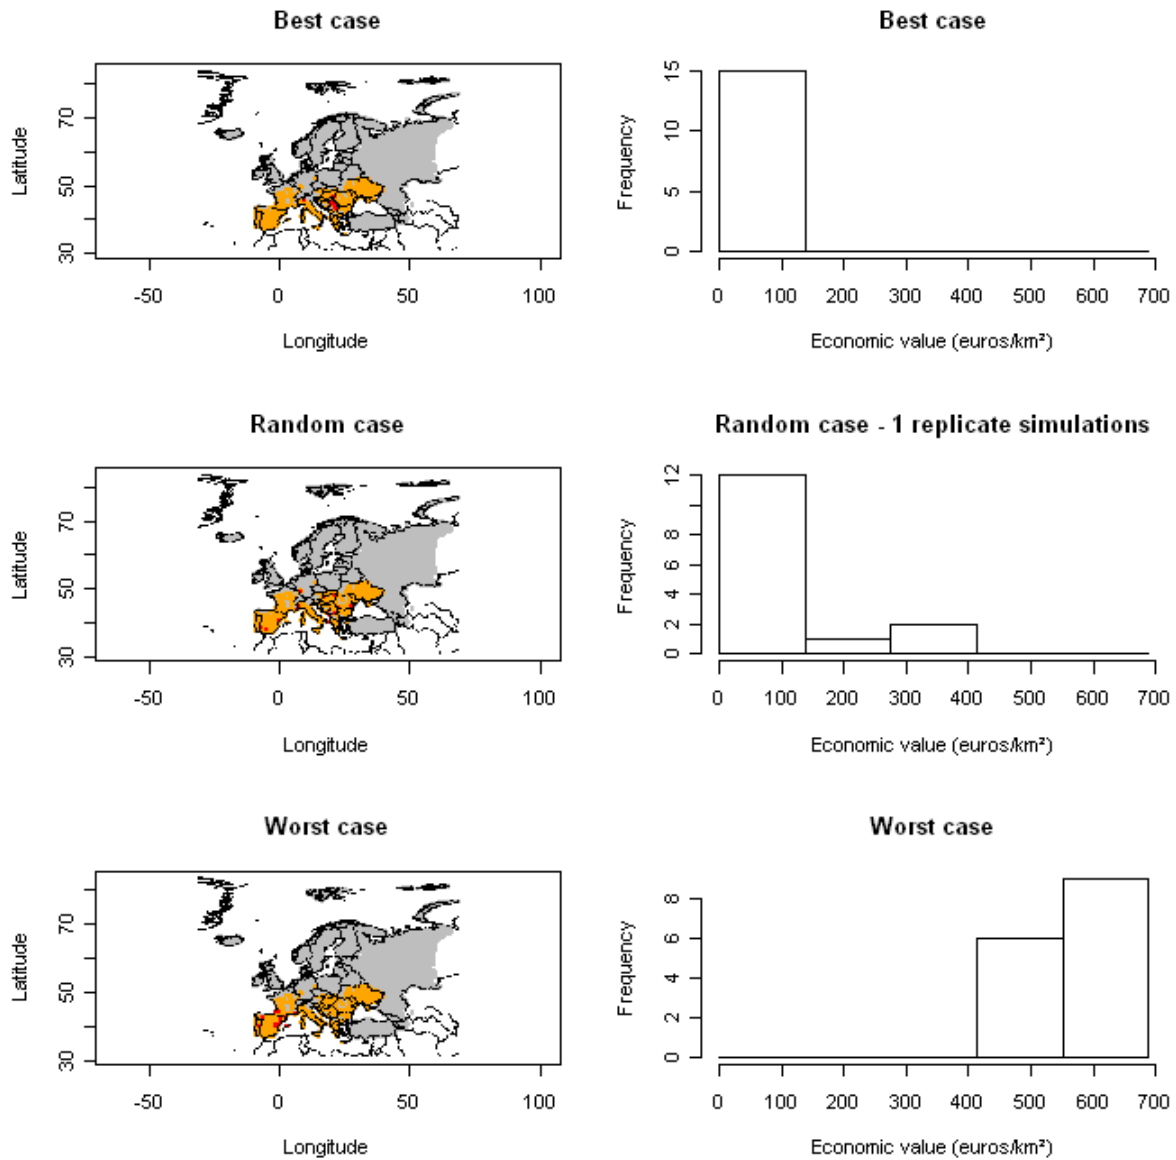 Best case
Latitude
70
50
30
-50 0 50 100
Longitude
Best case
Frequency
15
10
5
0
0 100 200 300 400 500 600 700
Economic value (euros/km²)
Random case
Latitude
70
50
30
-50 0 50 100
Longitude
Random case - 1 replicate simulations
Frequency
12
8
6
4
2
0
0 100 200 300 400 500 600 700
Economic value (euros/km²)
Worst case
Latitude
70
50
30
-50 0 50 100
Longitude
Worst case
Frequency
8
6
4
2
0
0 100 200 300 400 500 600 700
Economic value (euros/km²)